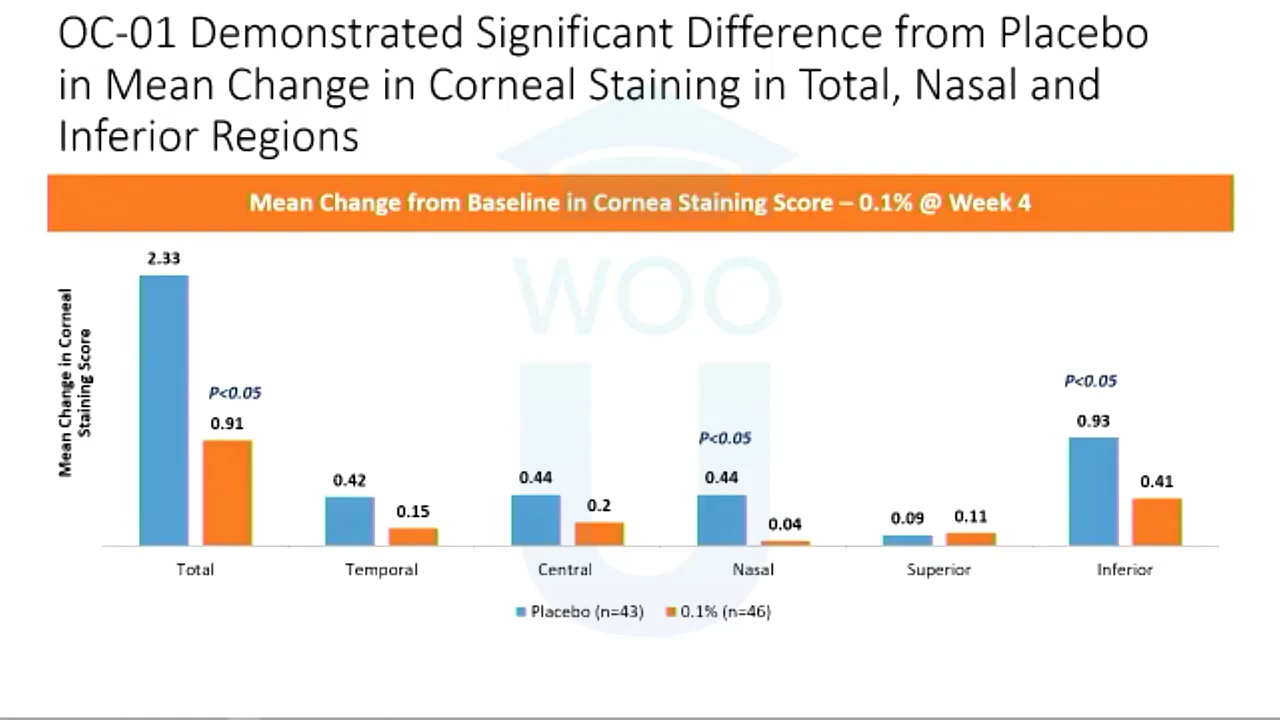 OC-01 Demonstrated Significant Difference from Placebo
in Mean Change in Corneal Staining in Total, Nasal and
Inferior Regions
Mean Change from Baseline in Cornea Staining Score – 0.1% @ Week 4
WOO
U
Mean Change in Corneal
Staining Score
2.33
P<0.05
0.91
0.42
0.15
0.44
0.2
P<0.05
0.44
0.04
0.09
0.11
P<0.05
0.93
0.41
Total
Temporal
Central
Nasal
Superior
Inferior
Placebo (n=43)
0.1% (n=46)